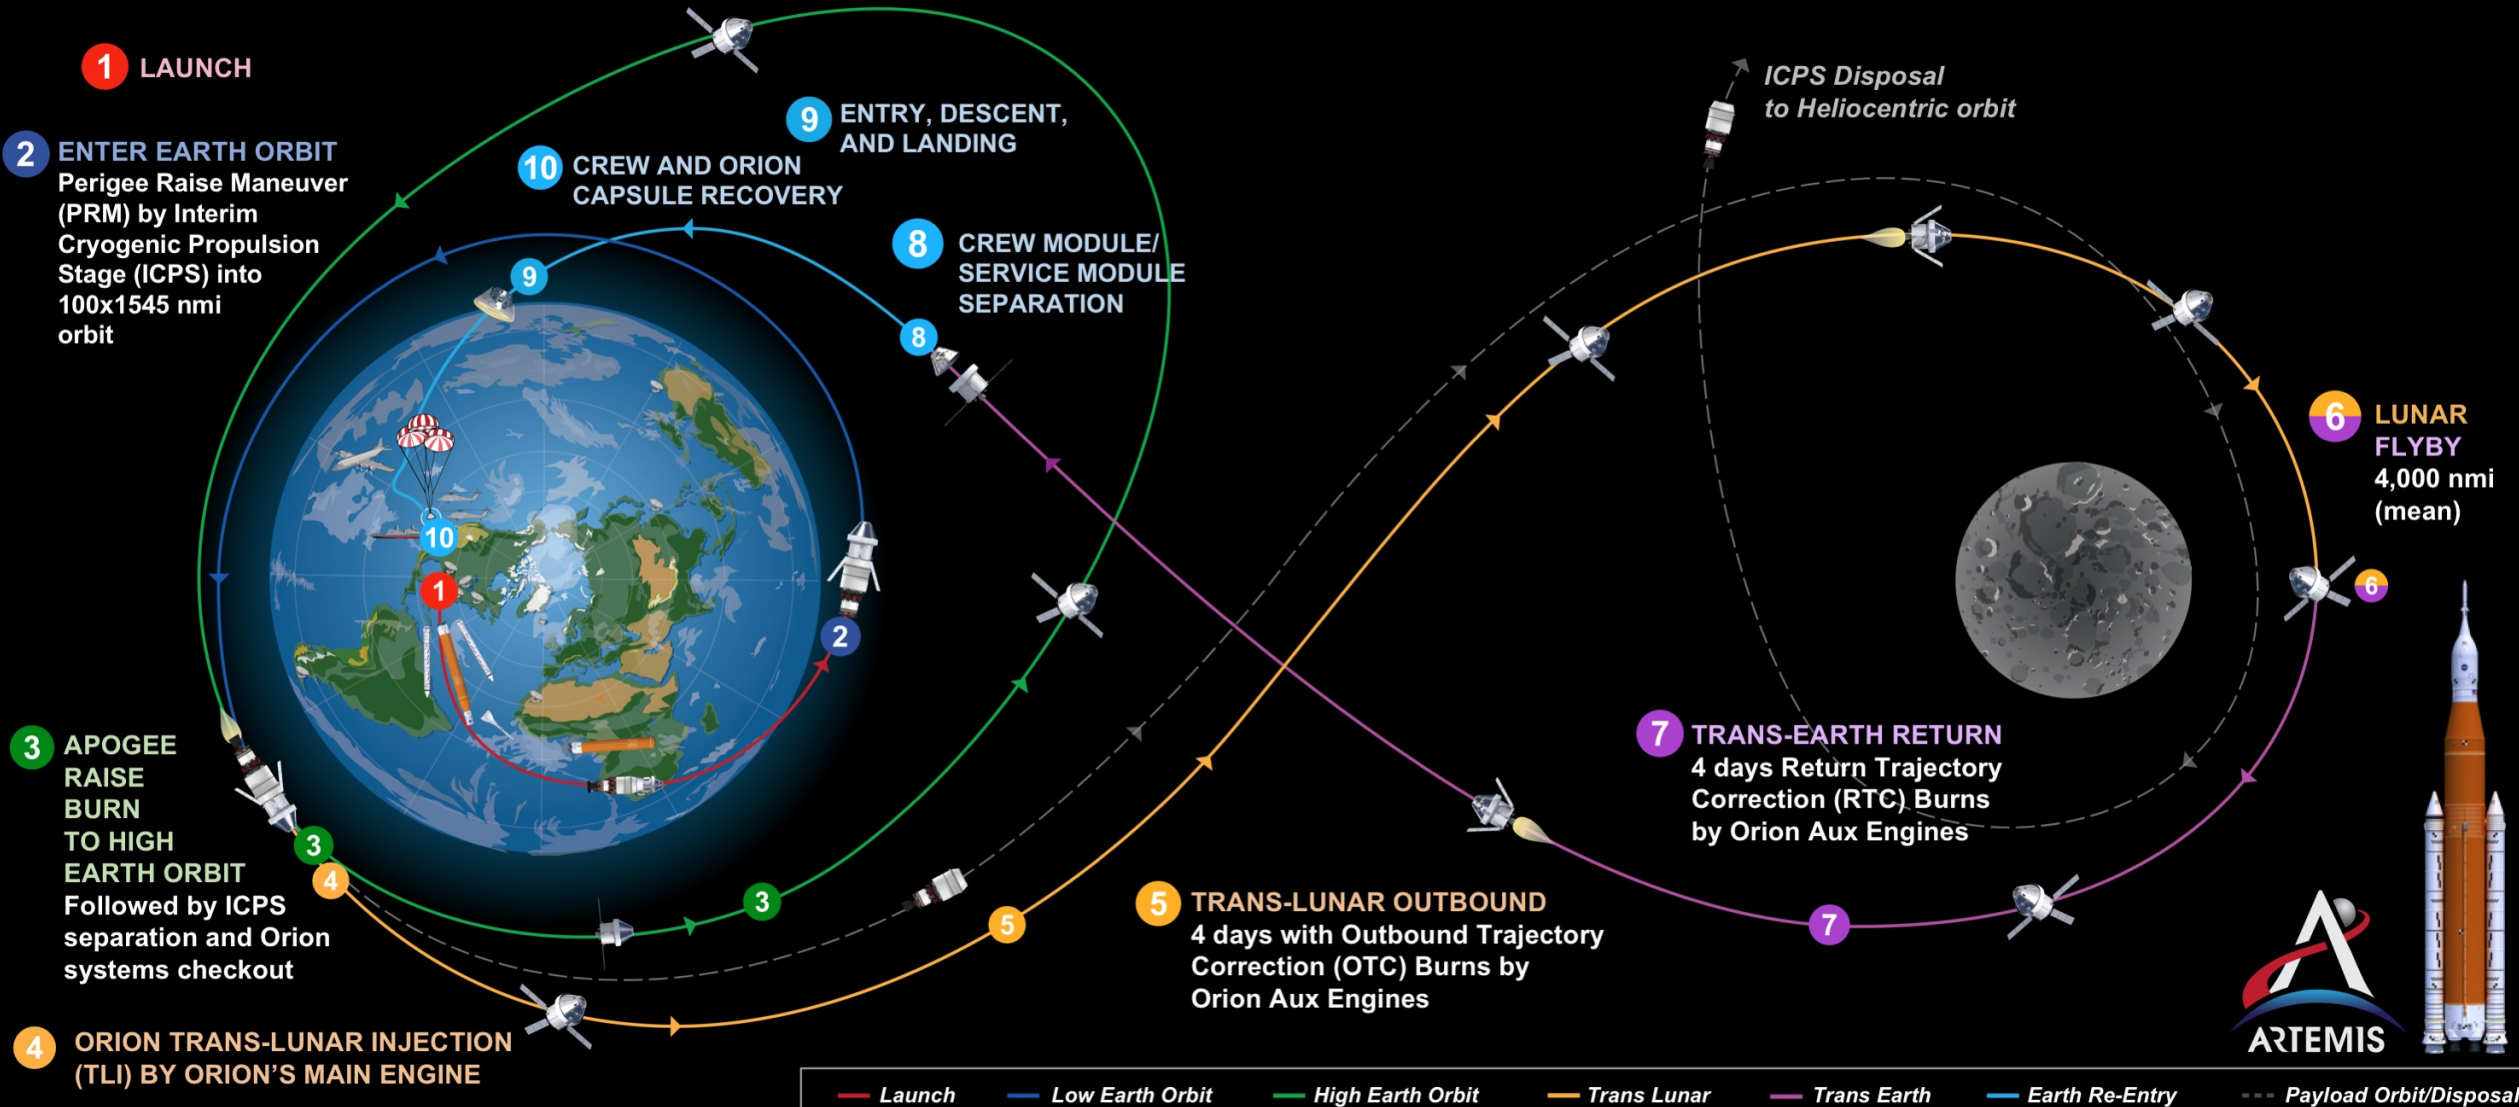 1 LAUNCH
2 ENTER EARTH ORBIT
Perigee Raise Maneuver
(PRM) by Interim
Cryogenic Propulsion
Stage (ICPS) into
100x1545 nmi
orbit
9 ENTRY, DESCENT,
AND LANDING
10 CREW AND ORION
CAPSULE RECOVERY
8 CREW MODULE/
SERVICE MODULE
SEPARATION
ICPS Disposal
to Heliocentric orbit
9
8
10
1
2
6 LUNAR
FLYBY
4,000 nmi
(mean)
6
3 APOGEE
RAISE
BURN
TO HIGH
EARTH ORBIT
Followed by ICPS
separation and Orion
systems checkout
3
4
3
5
7 TRANS-EARTH RETURN
4 days Return Trajectory
Correction (RTC) Burns
by Orion Aux Engines
7
5 TRANS-LUNAR OUTBOUND
4 days with Outbound Trajectory
Correction (OTC) Burns by
Orion Aux Engines
4 ORION TRANS-LUNAR INJECTION
(TLI) BY ORION’S MAIN ENGINE
ARTEMIS
Launch
Low Earth Orbit
High Earth Orbit
Trans Lunar
Trans Earth
Earth Re-Entry
Payload Orbit/Disposal